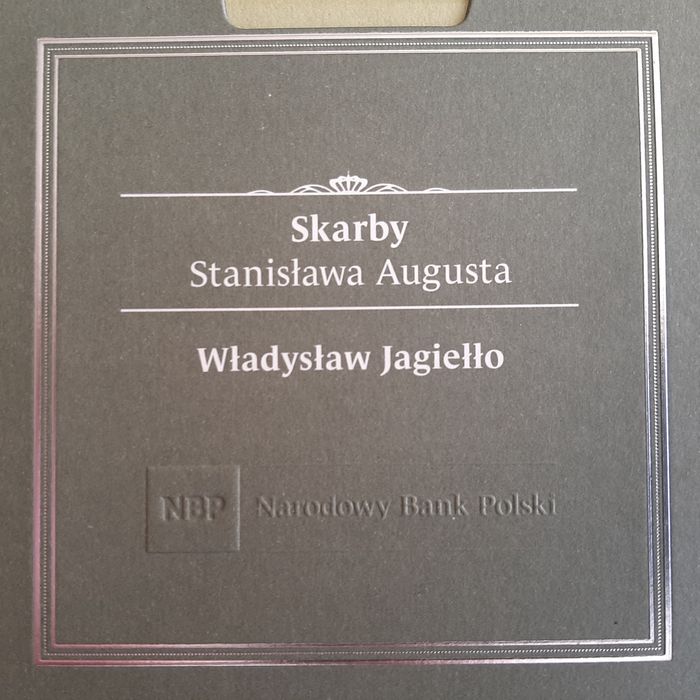 Skarby
Stanisława Augusta
Władysław Jagiełło
NBP Narodowy Bank Polski